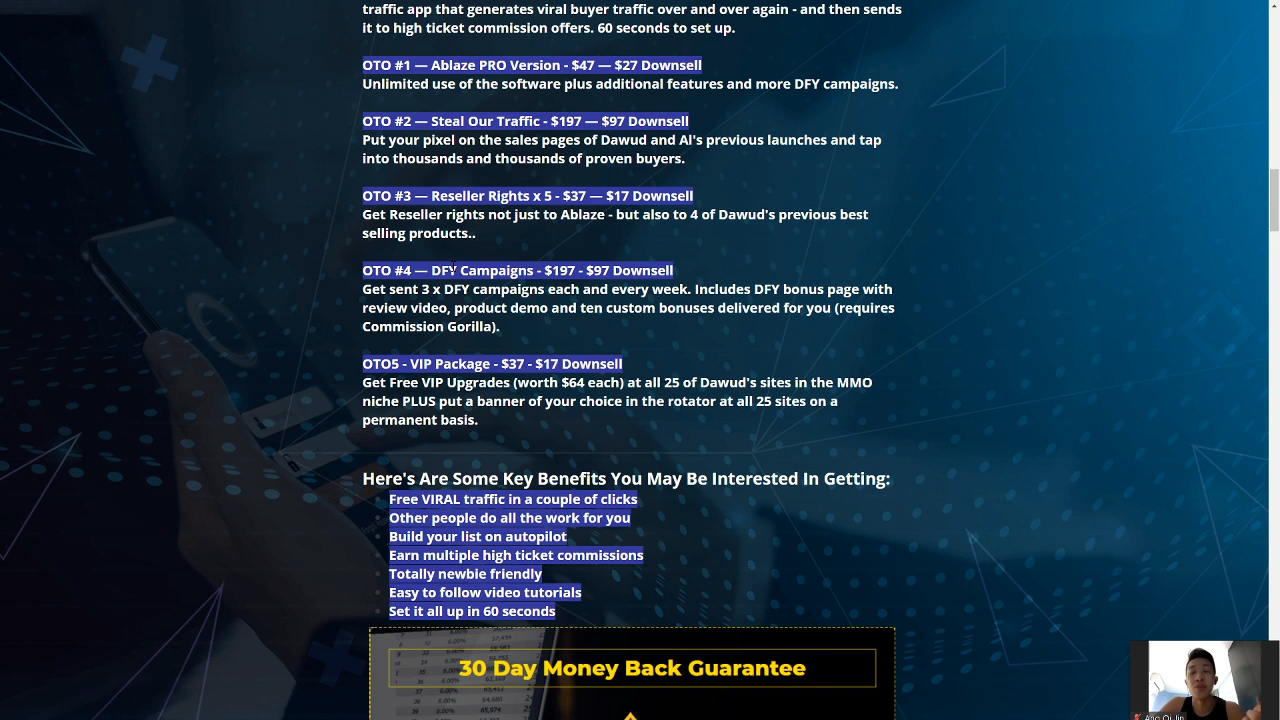 traffic app that generates viral buyer traffic over and over again - and then sends
it to high ticket commission offers. 60 seconds to set up.
OTO #1 — Ablaze PRO Version - $47 — $27 Downsell
Unlimited use of the software plus additional features and more DFY campaigns.
OTO #2 — Steal Our Traffic - $197 — $97 Downsell
Put your pixel on the sales pages of Dawud and Al's previous launches and tap
into thousands and thousands of proven buyers.
OTO #3 — Reseller Rights x 5 - $37 — $17 Downsell
Get Reseller rights not just to Ablaze - but also to 4 of Dawud's previous best
selling products..
OTO #4 — DFY Campaigns - $197 - $97 Downsell
Get sent 3 x DFY campaigns each and every week. Includes DFY bonus page with
review video, product demo and ten custom bonuses delivered for you (requires
Commission Gorilla).
OTO5 - VIP Package - $37 - $17 Downsell
Get Free VIP Upgrades (worth $64 each) at all 25 of Dawud's sites in the MMO
niche PLUS put a banner of your choice in the rotator at all 25 sites on a
permanent basis.
Here's Are Some Key Benefits You May Be Interested In Getting:
Free VIRAL traffic in a couple of clicks
Other people do all the work for you
Build your list on autopilot
Earn multiple high ticket commissions
Totally newbie friendly
Easy to follow video tutorials
Set it all up in 60 seconds
30 Day Money Back Guarantee